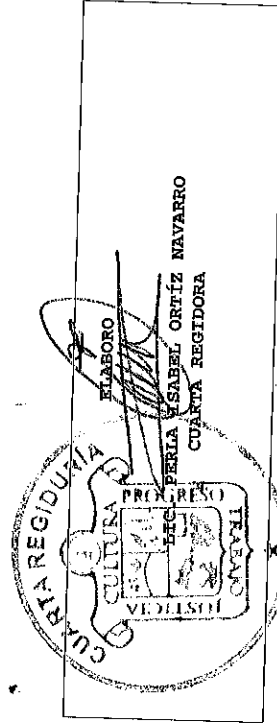 CUARTA REGIDURIA
CULTURA
PROGRESO
JUSTICIA
TRABAJO
ELABORO
LIC. PERLA ISABEL ORTÍZ NAVARRO
CUARTA REGIDORA